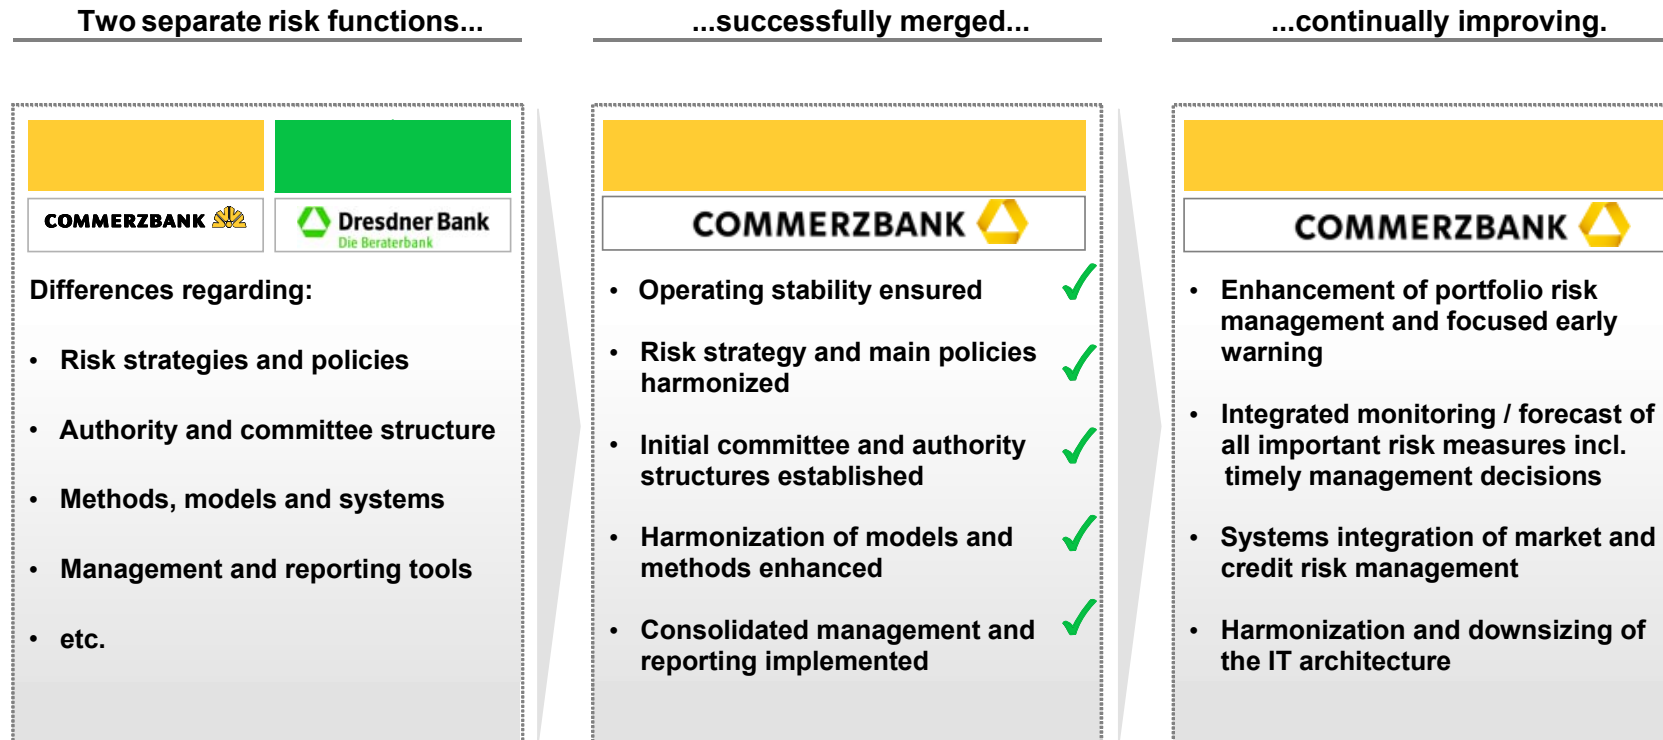 Two separate risk functions...
...successfully merged...
...continually improving.
COMMERZBANK
Dresdner Bank
Die Beraterbank
Differences regarding:
• Risk strategies and policies
• Authority and committee structure
• Methods, models and systems
• Management and reporting tools
• etc.
COMMERZBANK
• Operating stability ensured
• Risk strategy and main policies
harmonized
• Initial committee and authority
structures established
• Harmonization of models and
methods enhanced
• Consolidated management and
reporting implemented
COMMERZBANK
• Enhancement of portfolio risk
management and focused early
warning
• Integrated monitoring / forecast of
all important risk measures incl.
timely management decisions
• Systems integration of market and
credit risk management
• Harmonization and downsizing of
the IT architecture